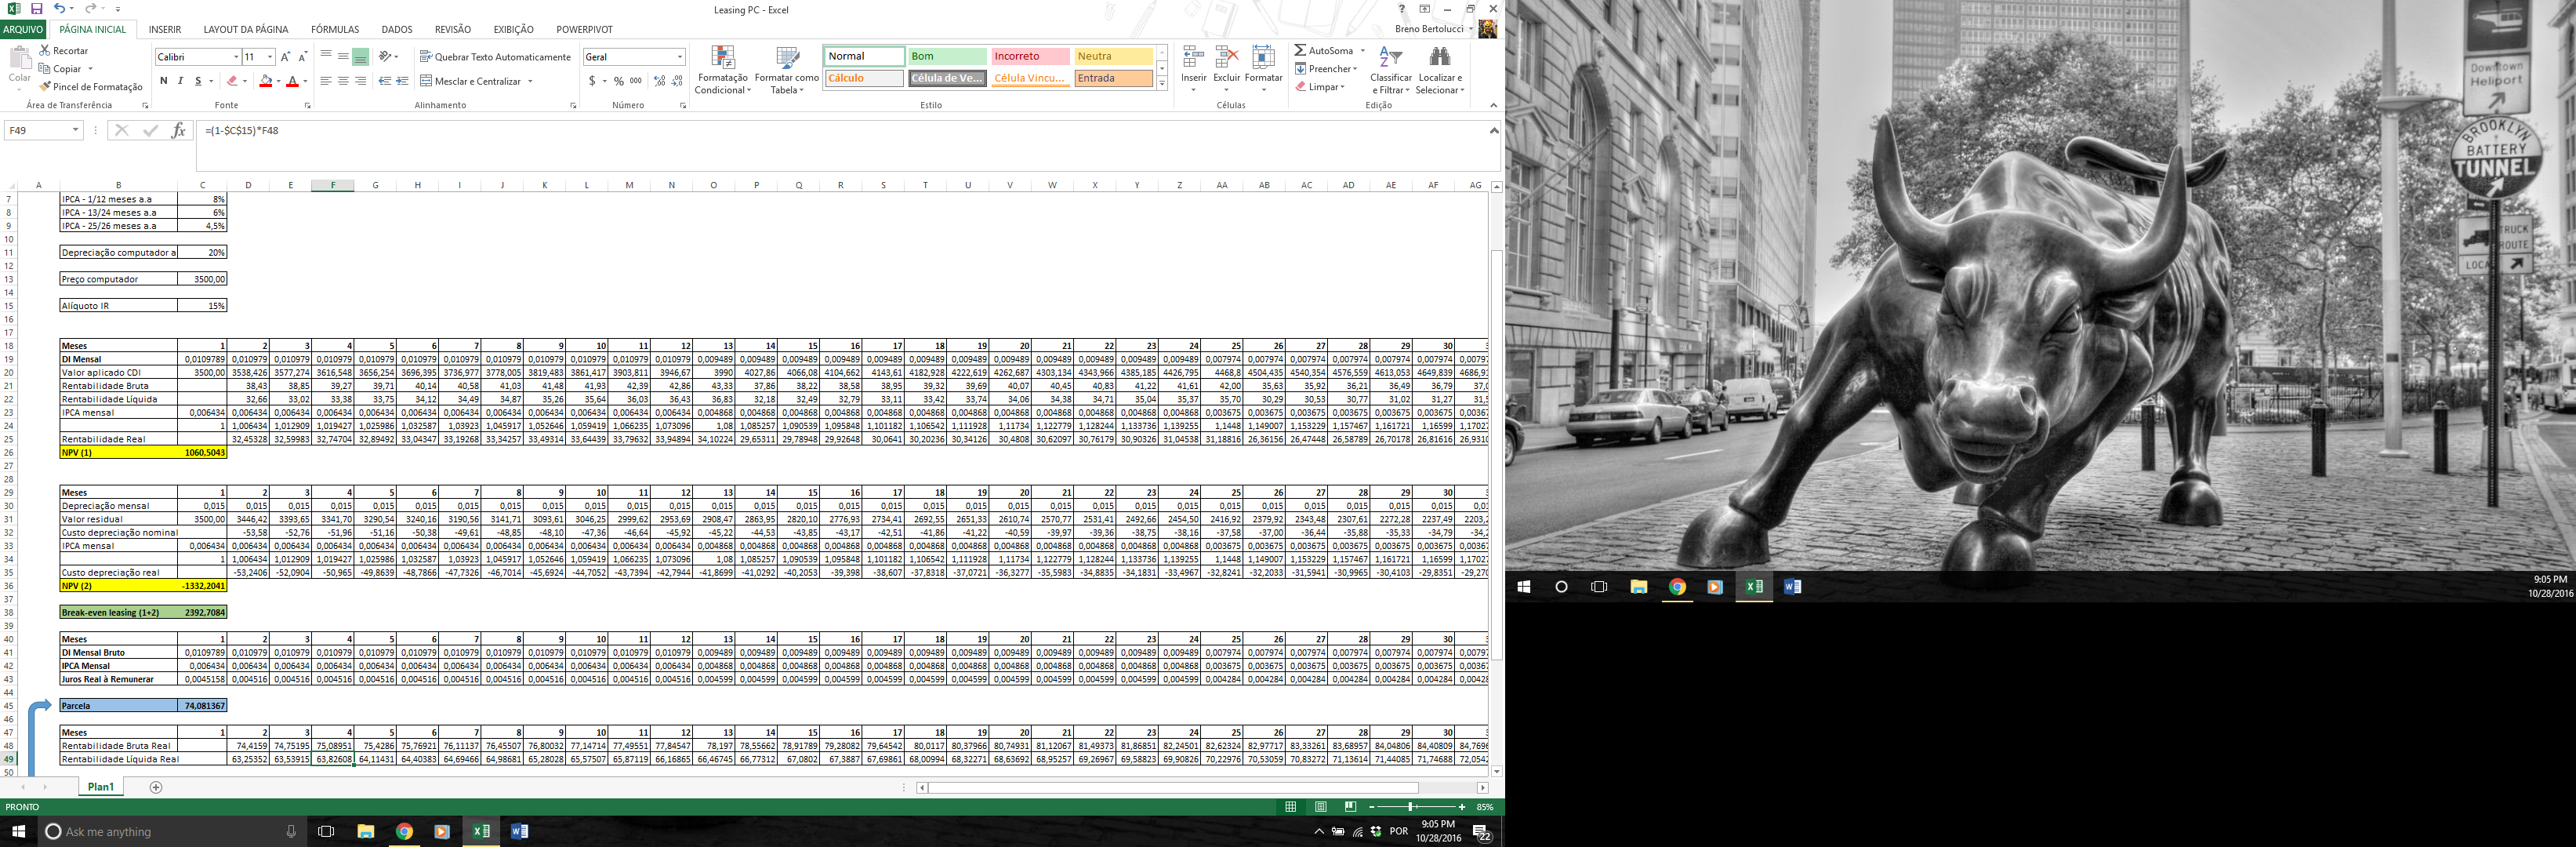 Leasing PC - Excel
ARQUIVO PÁGINA INICIAL INSERIR LAYOUT DA PÁGINA FÓRMULAS DADOS REVISÃO EXIBIÇÃO POWERPIVOT Breno Bertolucci
Colar Recortar Copiar Pincel de Formatação
Calibri 11 N I S
Quebrar Texto Automaticamente
Mesclar e Centralizar
Geral
$ % 000
Formatação Condicional
Formatar como Tabela
Normal Bom Incorreto Neutra
Cálculo Célula de Ve... Célula Vincu... Entrada
Inserir Excluir Formatar
AutoSoma
Preencher
Limpar
Classificar e Filtrar
Localizar e Selecionar
Área de Transferência Fonte Alinhamento Número Estilo Células Edição
F49 fx =(1-$C$15)*F48
A B C D E F G H I J K L M N O P Q R S T U V W X Y Z AA AB AC AD AE AF AG
7 IPCA - 1/12 meses a.a 8%
8 IPCA - 13/24 meses a.a 6%
9 IPCA - 25/26 meses a.a 4,5%
10
11 Depreciação computador a 20%
12
13 Preço computador 3500,00
14
15 Alíquoto IR 15%
16
17
18 Meses 1 2 3 4 5 6 7 8 9 10 11 12 13 14 15 16 17 18 19 20 21 22 23 24 25 26 27 28 29 30
19 DI Mensal 0,0109789 0,010979 0,010979 0,010979 0,010979 0,010979 0,010979 0,010979 0,010979 0,010979 0,010979 0,010979 0,009489 0,009489 0,009489 0,009489 0,009489 0,009489 0,009489 0,009489 0,009489 0,009489 0,009489 0,009489 0,007974 0,007974 0,007974 0,007974 0,007974 0,007974 0,00797
20 Valor aplicado CDI 3500,00 3538,426 3577,274 3616,548 3656,254 3696,395 3736,977 3778,005 3819,483 3861,417 3903,811 3946,67 3990 4027,86 4066,08 4104,662 4143,61 4182,928 4222,619 4262,687 4303,134 4343,966 4385,185 4426,795 4468,8 4504,435 4540,354 4576,559 4613,053 4649,839 4686,91
21 Rentabilidade Bruta 38,43 38,85 39,27 39,71 40,14 40,58 41,03 41,48 41,93 42,39 42,86 43,33 37,86 38,22 38,58 38,95 39,32 39,69 40,07 40,45 40,83 41,22 41,61 42,00 35,63 35,92 36,21 36,49 36,79 37,0
22 Rentabilidade Líquida 32,66 33,02 33,38 33,75 34,12 34,49 34,87 35,26 35,64 36,03 36,43 36,83 32,18 32,49 32,79 33,11 33,42 33,74 34,06 34,38 34,71 35,04 35,37 35,70 30,29 30,53 30,77 31,02 31,27 31,5
23 IPCA mensal 0,006434 0,006434 0,006434 0,006434 0,006434 0,006434 0,006434 0,006434 0,006434 0,006434 0,006434 0,006434 0,004868 0,004868 0,004868 0,004868 0,004868 0,004868 0,004868 0,004868 0,004868 0,004868 0,004868 0,004868 0,003675 0,003675 0,003675 0,003675 0,003675 0,003675 0,00367
24 1 1,006434 1,012909 1,019427 1,025986 1,032587 1,03923 1,045917 1,052646 1,059419 1,066235 1,073096 1,08 1,085257 1,090539 1,095848 1,101182 1,106542 1,111928 1,11734 1,122779 1,128244 1,133736 1,139255 1,1448 1,149007 1,153229 1,157467 1,161721 1,16599 1,17027
25 Rentabilidade Real 32,45328 32,59983 32,74704 32,89492 33,04347 33,19268 33,34257 33,49314 33,64439 33,79632 33,94894 34,10224 29,65311 29,78948 29,92648 30,0641 30,20236 30,34126 30,4808 30,62097 30,76179 30,90326 31,04538 31,18816 26,36156 26,47448 26,58789 26,70178 26,81616 26,9310
26 NPV (1) 1060,5043
27
28
29 Meses 1 2 3 4 5 6 7 8 9 10 11 12 13 14 15 16 17 18 19 20 21 22 23 24 25 26 27 28 29 30
30 Depreciação mensal 0,015 0,015 0,015 0,015 0,015 0,015 0,015 0,015 0,015 0,015 0,015 0,015 0,015 0,015 0,015 0,015 0,015 0,015 0,015 0,015 0,015 0,015 0,015 0,015 0,015 0,015 0,015 0,015 0,015 0,015 0,01
31 Valor residual 3500,00 3446,42 3393,65 3341,70 3290,54 3240,16 3190,56 3141,71 3093,61 3046,25 2999,62 2953,69 2908,47 2863,95 2820,10 2776,93 2734,41 2692,55 2651,33 2610,74 2570,77 2531,41 2492,66 2454,50 2416,92 2379,92 2343,48 2307,61 2272,28 2237,49 2203,2
32 Custo depreciação nominal -53,58 -52,76 -51,96 -51,16 -50,38 -49,61 -48,85 -48,10 -47,36 -46,64 -45,92 -45,22 -44,53 -43,85 -43,17 -42,51 -41,86 -41,22 -40,59 -39,97 -39,36 -38,75 -38,16 -37,58 -37,00 -36,44 -35,88 -35,33 -34,79 -34,2
33 IPCA mensal 0,006434 0,006434 0,006434 0,006434 0,006434 0,006434 0,006434 0,006434 0,006434 0,006434 0,006434 0,006434 0,004868 0,004868 0,004868 0,004868 0,004868 0,004868 0,004868 0,004868 0,004868 0,004868 0,004868 0,004868 0,003675 0,003675 0,003675 0,003675 0,003675 0,003675 0,00367
34 1 1,006434 1,012909 1,019427 1,025986 1,032587 1,03923 1,045917 1,052646 1,059419 1,066235 1,073096 1,08 1,085257 1,090539 1,095848 1,101182 1,106542 1,111928 1,11734 1,122779 1,128244 1,133736 1,139255 1,1448 1,149007 1,153229 1,157467 1,161721 1,16599 1,17027
35 Custo depreciação real -53,2406 -52,0904 -50,965 -49,8639 -48,7866 -47,7326 -46,7014 -45,6924 -44,7052 -43,7394 -42,7944 -41,8699 -41,0292 -40,2053 -39,398 -38,607 -37,8318 -37,0721 -36,3277 -35,5983 -34,8835 -34,1831 -33,4967 -32,8241 -32,2033 -31,5941 -30,9965 -30,4103 -29,8351 -29,270
36 NPV (2) -1332,2041
37
38 Break-even leasing (1+2) 2392,7084
39
40 Meses 1 2 3 4 5 6 7 8 9 10 11 12 13 14 15 16 17 18 19 20 21 22 23 24 25 26 27 28 29 30
41 DI Mensal Bruto 0,0109789 0,010979 0,010979 0,010979 0,010979 0,010979 0,010979 0,010979 0,010979 0,010979 0,010979 0,010979 0,009489 0,009489 0,009489 0,009489 0,009489 0,009489 0,009489 0,009489 0,009489 0,009489 0,009489 0,009489 0,007974 0,007974 0,007974 0,007974 0,007974 0,007974 0,00797
42 IPCA Mensal 0,006434 0,006434 0,006434 0,006434 0,006434 0,006434 0,006434 0,006434 0,006434 0,006434 0,006434 0,006434 0,004868 0,004868 0,004868 0,004868 0,004868 0,004868 0,004868 0,004868 0,004868 0,004868 0,004868 0,004868 0,003675 0,003675 0,003675 0,003675 0,003675 0,003675 0,00367
43 Juros Real à Remunerar 0,0045158 0,004516 0,004516 0,004516 0,004516 0,004516 0,004516 0,004516 0,004516 0,004516 0,004516 0,004516 0,004599 0,004599 0,004599 0,004599 0,004599 0,004599 0,004599 0,004599 0,004599 0,004599 0,004599 0,004599 0,004284 0,004284 0,004284 0,004284 0,004284 0,004284 0,00428
44
45 Parcela 74,081367
46
47 Meses 1 2 3 4 5 6 7 8 9 10 11 12 13 14 15 16 17 18 19 20 21 22 23 24 25 26 27 28 29 30
48 Rentabilidade Bruta Real 74,4159 74,75195 75,08951 75,4286 75,76921 76,11137 76,45507 76,80032 77,14714 77,49551 77,84547 78,197 78,55662 78,91789 79,28082 79,64542 80,0117 80,37966 80,74931 81,12067 81,49373 81,86851 82,24501 82,62324 82,97717 83,33261 83,68957 84,04806 84,40809 84,7696
49 Rentabilidade Líquida Real 63,25352 63,53915 63,82608 64,11431 64,40383 64,69466 64,98681 65,28028 65,57507 65,87119 66,16865 66,46745 66,77312 67,0802 67,3887 67,69861 68,00994 68,32271 68,63692 68,95257 69,26967 69,58823 69,90826 70,22976 70,53059 70,83272 71,13614 71,44085 71,74688 72,0542
50
Plan1
PRONTO 85%
Ask me anything
POR 9:05 PM
10/28/2016 22
Downtown
Heliport
BROOKLYN
BATTERY
TUNNEL
TRUCK
ROUTE
LOCA
9:05 PM
10/28/2016